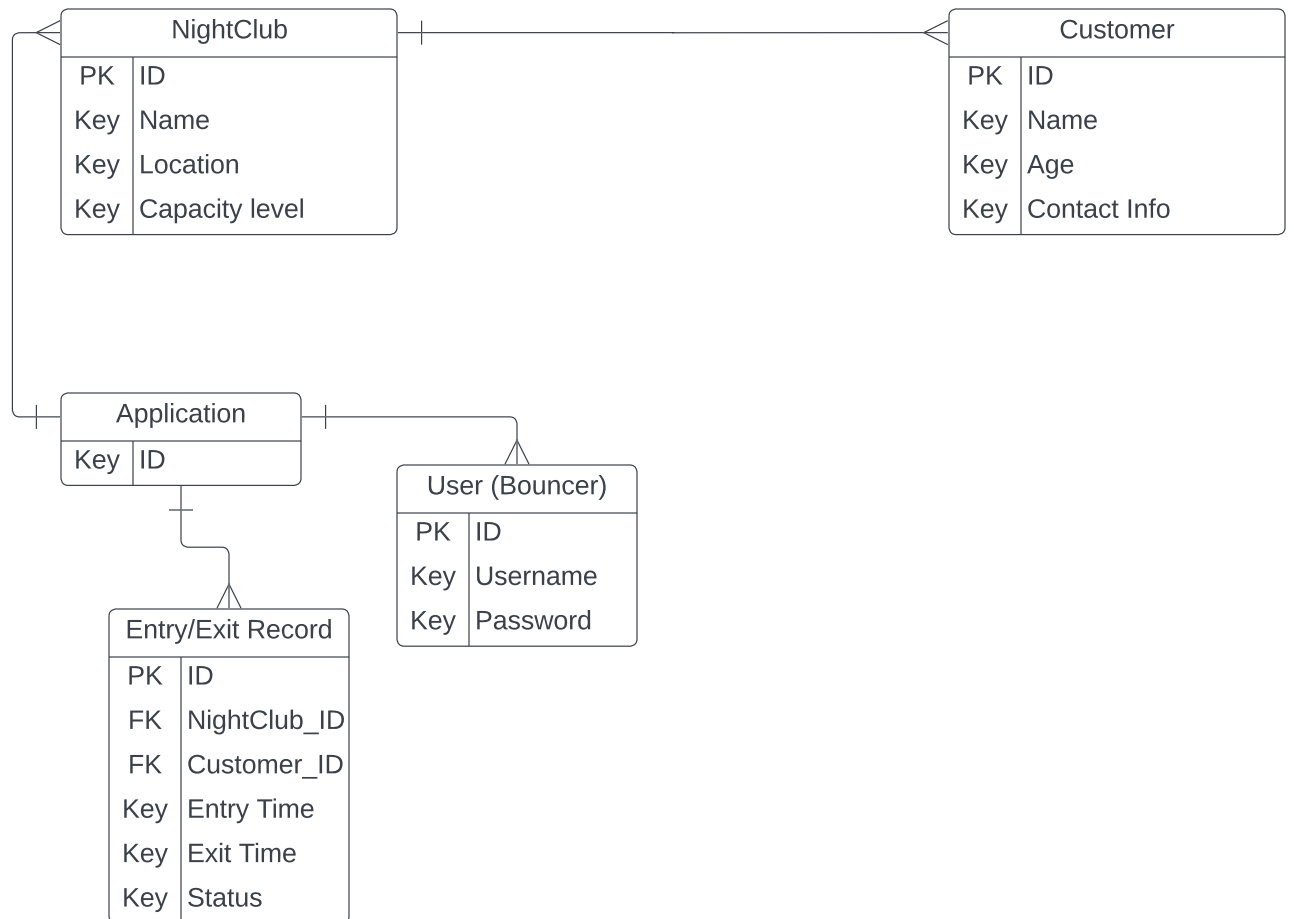 NightClub
PK ID
Key Name
Key Location
Key Capacity level
Customer
PK ID
Key Name
Key Age
Key Contact Info
Application
Key ID
User (Bouncer)
PK ID
Key Username
Key Password
Entry/Exit Record
PK ID
FK NightClub_ID
FK Customer_ID
Key Entry Time
Key Exit Time
Key Status